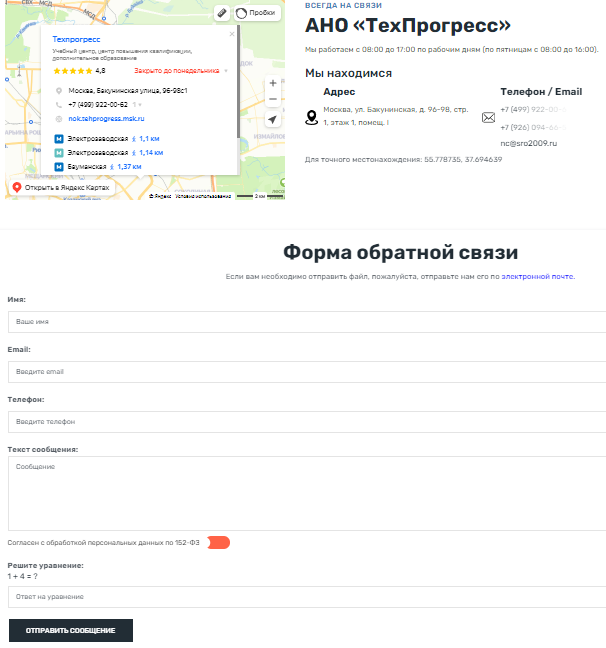 Пробки
Техпрогресс
Учебный центр, центр повышения квалификации,
дополнительное образование
4,8 Закрыто до понедельника
Москва, Бакунинская улица, 96-98с1
+7 (499) 922-00-62 1
nok.tehprogress.msk.ru
Электрозаводская 1,1 км
Электрозаводская 1,14 км
Бауманская 1,37 км
Открыть в Яндекс Картах
© Яндекс Условия использования
ВСЕГДА НА СВЯЗИ
АНО «ТехПрогресс»
Мы работаем с 08:00 до 17:00 по рабочим дням (по пятницам с 08:00 до 16:00).
Мы находимся
Адрес
Москва, ул. Бакунинская, д. 96-98, стр.
1, этаж 1, помещ. I
Телефон / Email
+7 (499) 922-00
+7 (926) 094
nc@sro2009.ru
Для точного местонахождения: 55.778735, 37.694639
Форма обратной связи
Если вам необходимо отправить файл, пожалуйста, отправьте нам его по электронной почте.
Имя:
Ваше имя
Email:
Введите email
Телефон:
Введите телефон
Текст сообщения:
Сообщение
Согласен с обработкой персональных данных по 152-ФЗ
Решите уравнение:
1 + 4 = ?
Ответ на уравнение
ОТПРАВИТЬ СООБЩЕНИЕ